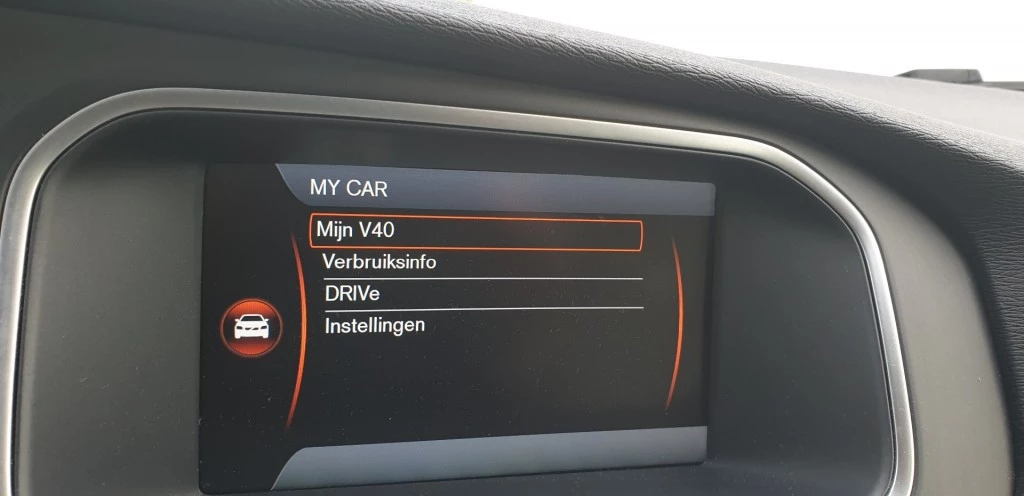 MY CAR
Mijn V40
Verbruiksinfo
DRIVe
Instellingen